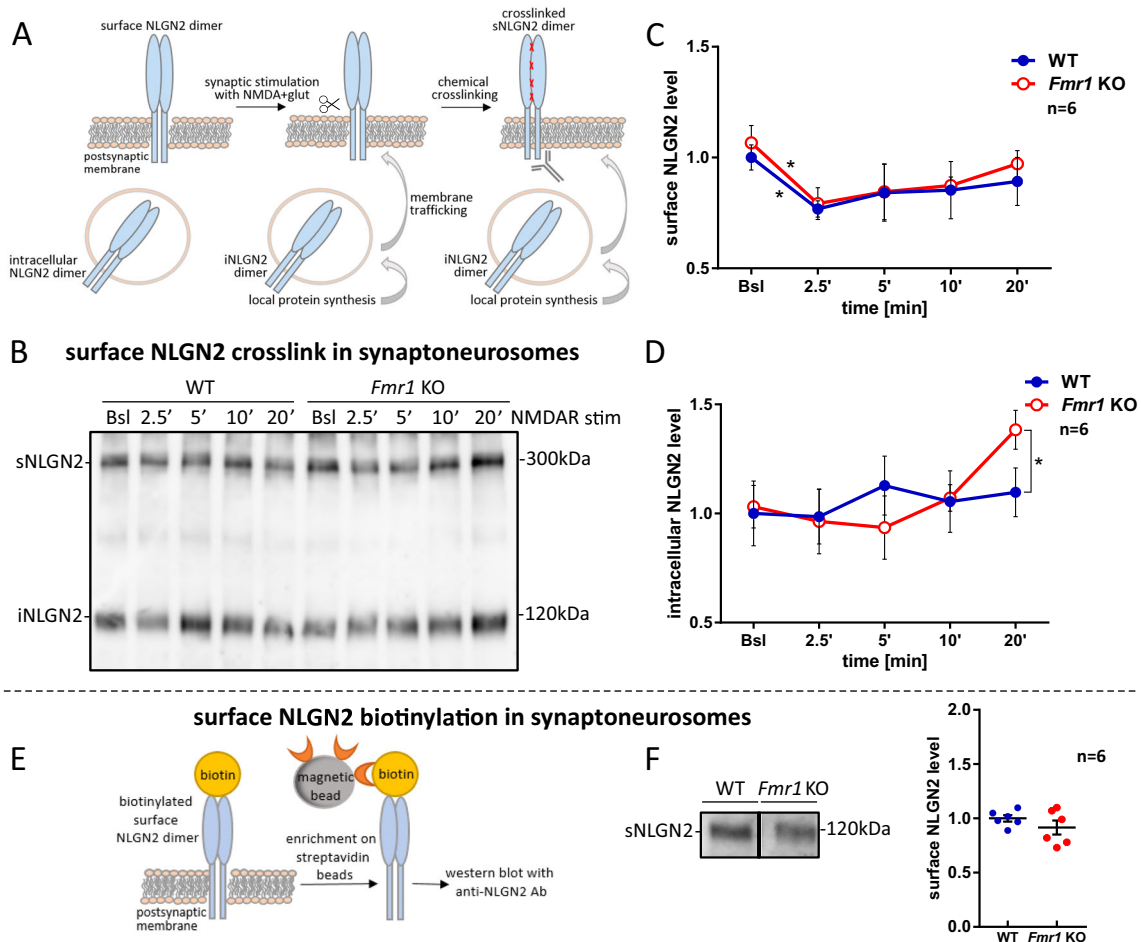 A
surface NLGN2 dimer
synaptic stimulation
with NMDA+glut
chemical
crosslinking
crosslinked
sNLGN2 dimer
postsynaptic
membrane
membrane
trafficking
intracellular
NLGN2 dimer
iNLGN2
dimer
local protein synthesis
iNLGN2
dimer
local protein synthesis
C
surface NLGN2 level
1.5
1.0
0.5
WT
Fmr1 KO
n=6
*
*
Bsl 2.5' 5' 10' 20'
time [min]
B surface NLGN2 crosslink in synaptoneurosomes
WT Fmr1 KO
Bsl 2.5' 5' 10' 20' Bsl 2.5' 5' 10' 20' NMDAR stim
sNLGN2- -300kDa
iNLGN2- -120kDa
D
intracellular NLGN2 level
1.5
1.0
0.5
WT
Fmr1 KO
n=6
*
Bsl 2.5' 5' 10' 20'
time [min]
surface NLGN2 biotinylation in synaptoneurosomes
E
biotin
biotinylated
surface
NLGN2 dimer
postsynaptic
membrane
magnetic
bead
biotin
enrichment on
streptavidin
beads
western blot with
anti-NLGN2 Ab
F
WT Fmr1 KO
sNLGN2- -120kDa
surface NLGN2 level
2.0
1.5
1.0
0.5
0.0
n=6
WT Fmr1 KO